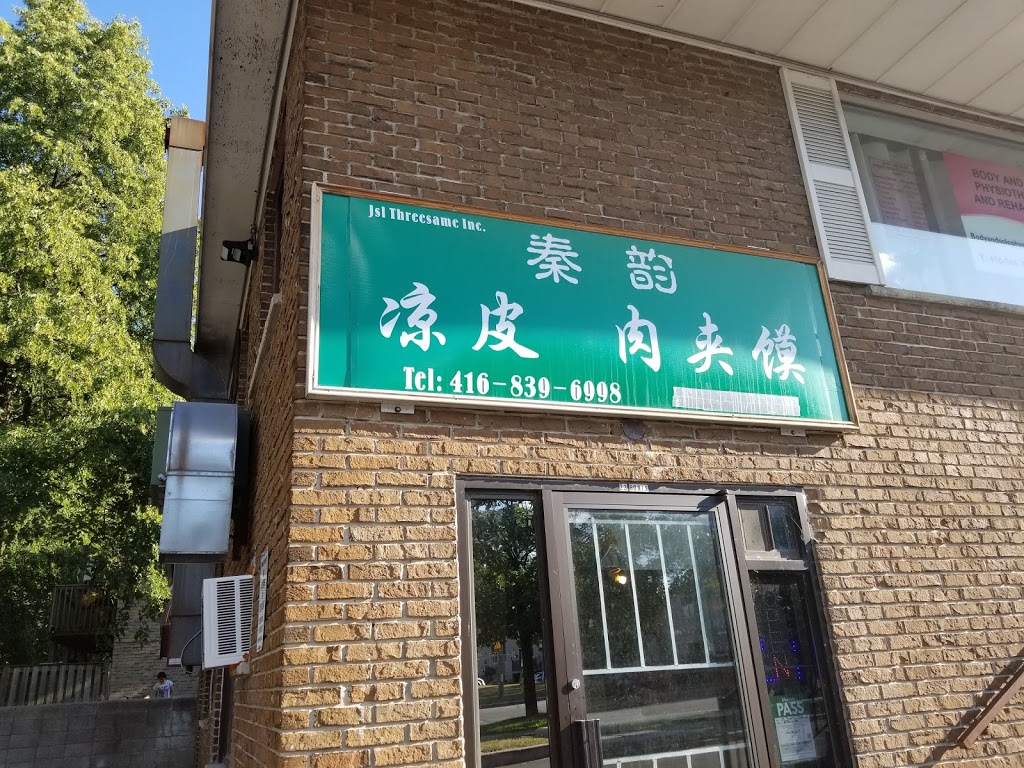 Jsl Threesame Inc.
秦韵
凉皮 肉夹馍
Tel: 416-839-6998
BODY AND
PHYSIOTH
AND REHA
PASS